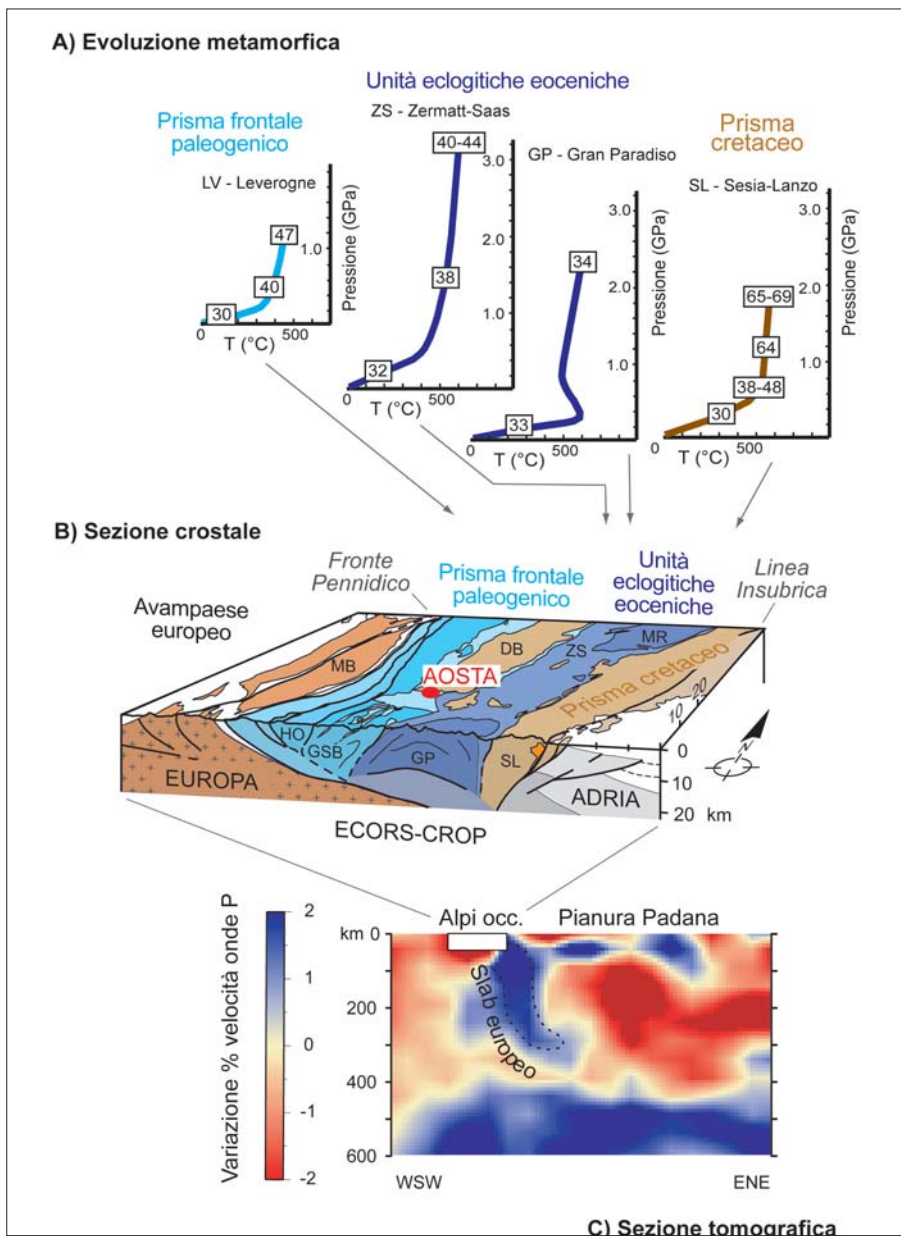 A) Evoluzione metamorfica
Unità eclogitiche eoceniche
Prisma frontale
paleogenico
ZS - Zermatt-Saas
GP - Gran Paradiso
Prisma
cretaceo
LV - Leverogne
SL - Sesia-Lanzo
47
40
30
1.0
0
500
T (°C)
Pressione (GPa)
40-44
38
32
3.0
2.0
1.0
0
500
T (°C)
Pressione (GPa)
34
33
3.0
2.0
1.0
0
500
T (°C)
Pressione (GPa)
65-69
64
38-48
30
3.0
2.0
1.0
0
500
T (°C)
Pressione (GPa)
B) Sezione crostale
Avampaese
europeo
Fronte
Pennidico
Prisma frontale
paleogenico
Unità
eclogitiche
eoceniche
Linea
Insubrica
MB
DB
ZS
MR
AOSTA
Prisma cretaceo
HO
GSB
GP
SL
EUROPA
ADRIA
10
20
0
10
20 km
N
ECORS-CROP
Alpi occ.
Pianura Padana
Variazione % velocità onde P
2
1
0
-1
-2
km 0
200
400
600
Slab europeo
WSW
ENE
C) Sezione tomografica